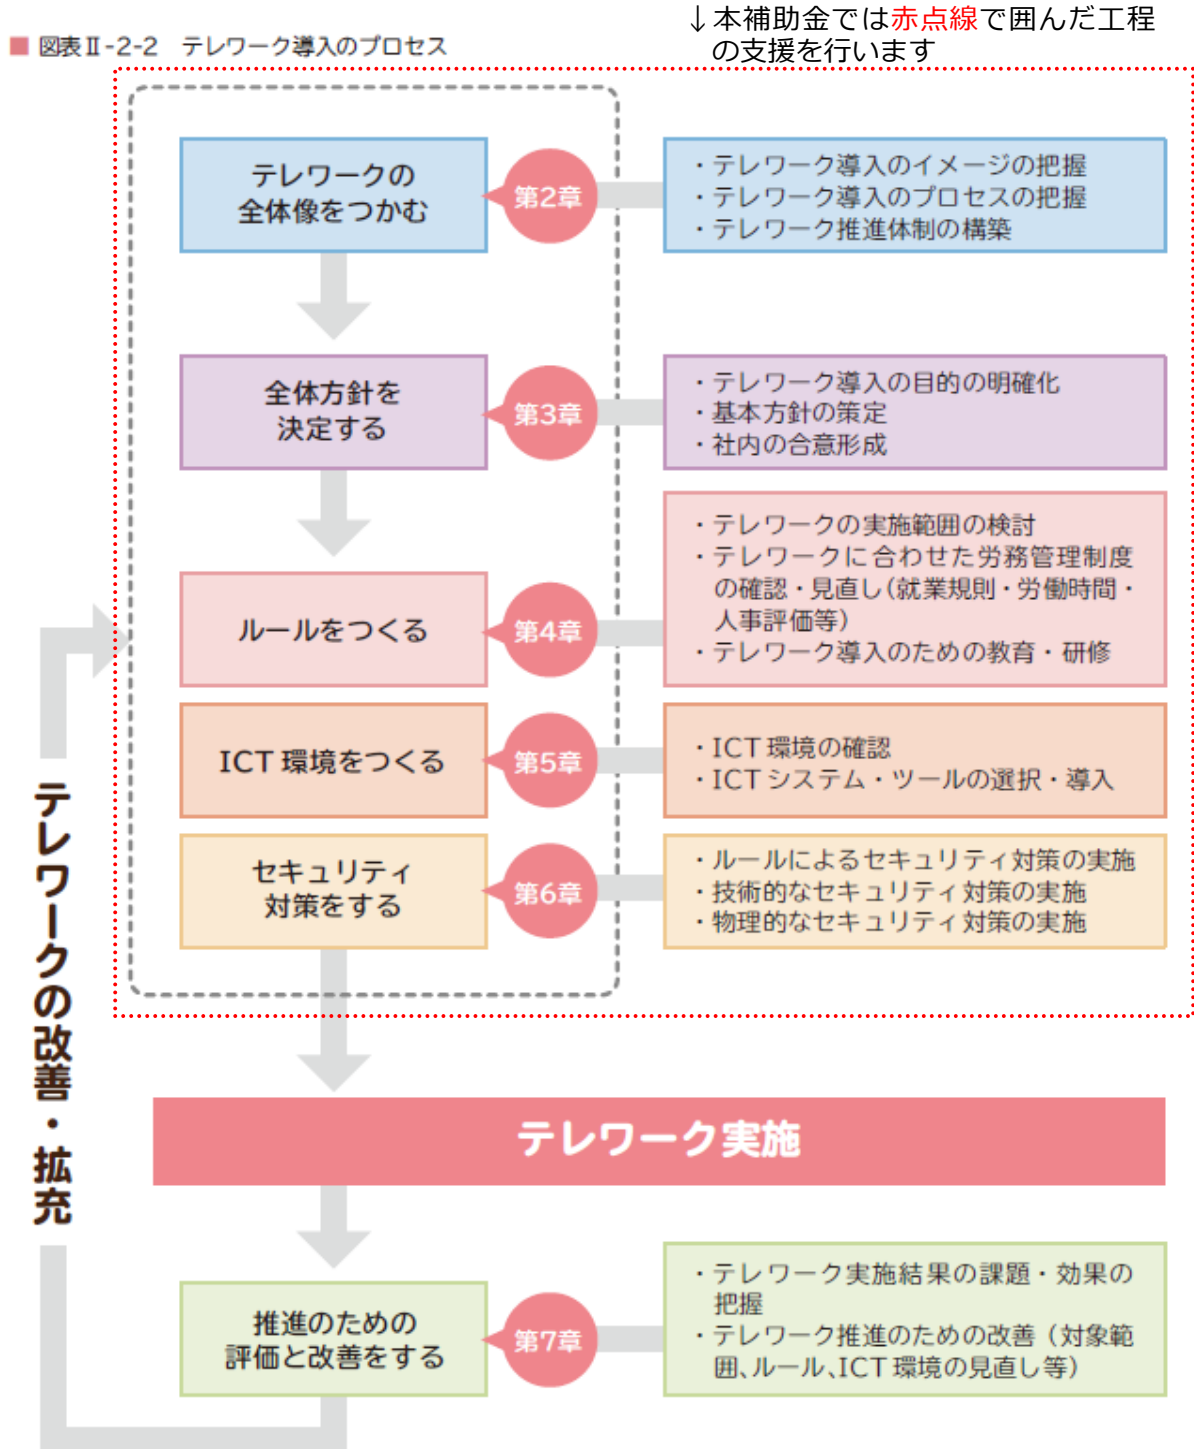 ↓本補助金では赤点線で囲んだ工程
の支援を行います
■ 図表Ⅱ-2-2 テレワーク導入のプロセス
テレワークの
全体像をつかむ
第2章
・テレワーク導入のイメージの把握
・テレワーク導入のプロセスの把握
・テレワーク推進体制の構築
全体方針を
決定する
第3章
・テレワーク導入の目的の明確化
・基本方針の策定
・社内の合意形成
ルールをつくる
第4章
・テレワークの実施範囲の検討
・テレワークに合わせた労務管理制度
の確認・見直し(就業規則・労働時間・
人事評価等)
・テレワーク導入のための教育・研修
ICT 環境をつくる
第5章
・ICT 環境の確認
・ICT システム・ツールの選択・導入
セキュリティ
対策をする
第6章
・ルールによるセキュリティ対策の実施
・技術的なセキュリティ対策の実施
・物理的なセキュリティ対策の実施
テレワークの改善・拡充
テレワーク実施
推進のための
評価と改善をする
第7章
・テレワーク実施結果の課題・効果の
把握
・テレワーク推進のための改善（対象範
囲、ルール、ICT 環境の見直し等）